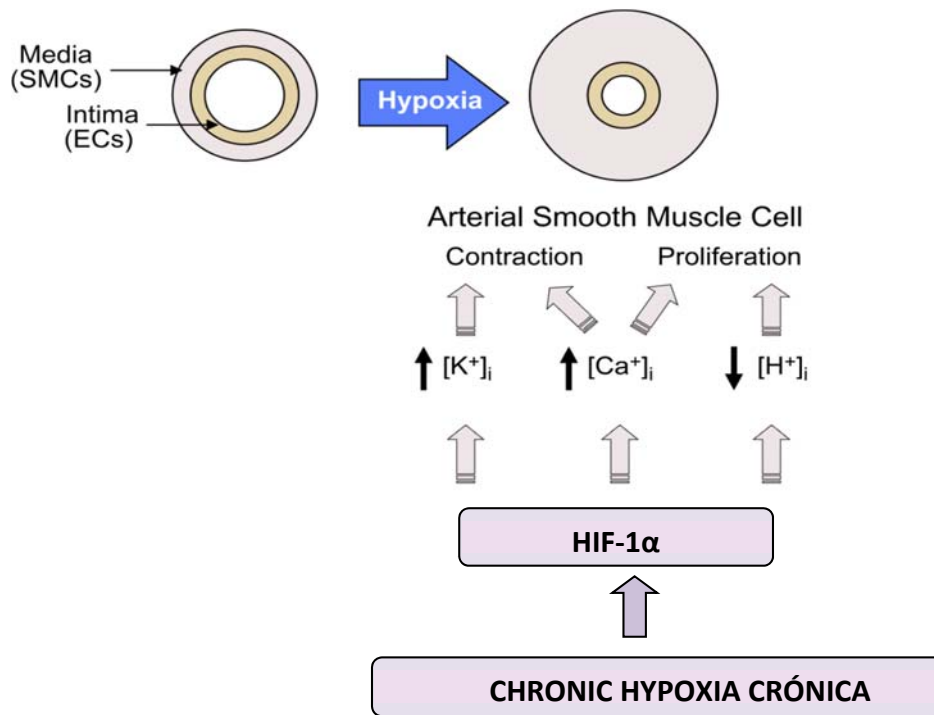 Media
(SMCs)
Intima
(ECs)
Hypoxia
Arterial Smooth Muscle Cell
Contraction Proliferation
[K⁺]ᵢ [Ca⁺]ᵢ [H⁺]ᵢ
HIF-1α
CHRONIC HYPOXIA CRÓNICA